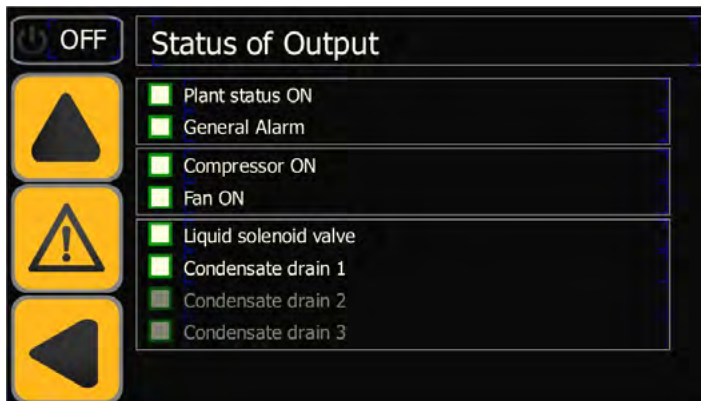 OFF
Status of Output
Plant status ON
General Alarm
Compressor ON
Fan ON
Liquid solenoid valve
Condensate drain 1
Condensate drain 2
Condensate drain 3